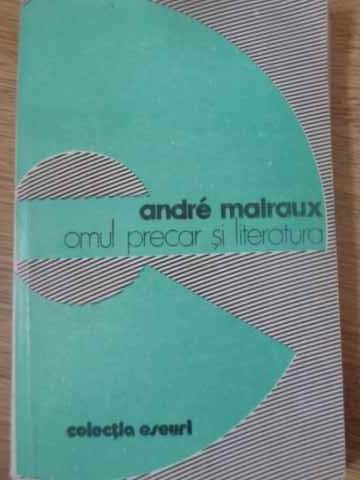 andré malraux
omul precar și literatura
colecția eseuri